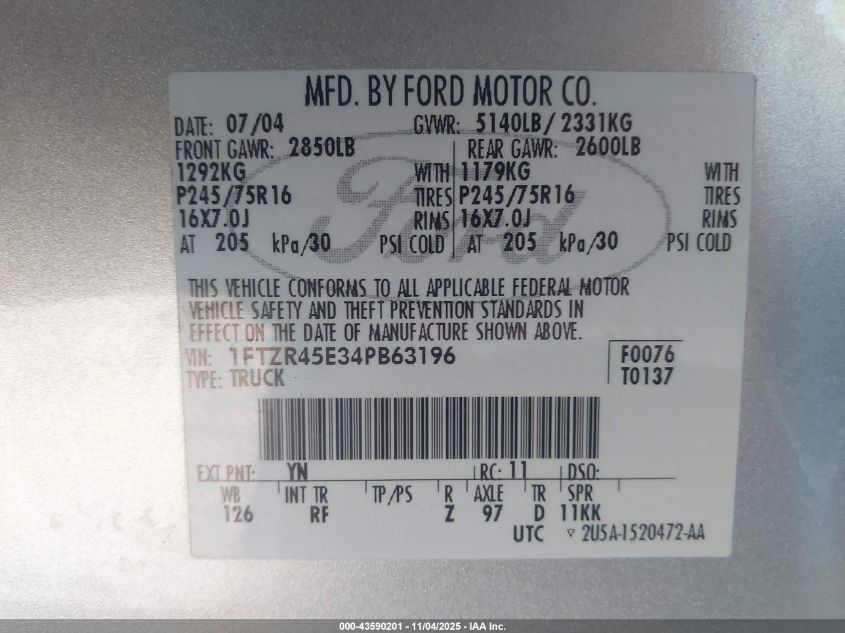 MFD. BY FORD MOTOR CO.
DATE: 07/04 GVWR: 5140LB/ 2331KG
FRONT GAWR: 2850LB REAR GAWR: 2600LB
1292KG WITH 1179KG WITH
P245/75R16 TIRES P245/75R16 TIRES
16X7.0J RIMS 16X7.0J RIMS
AT 205 kPa/30 PSI COLD AT 205 kPa/30 PSI COLD
Ford
THIS VEHICLE CONFORMS TO ALL APPLICABLE FEDERAL MOTOR
VEHICLE SAFETY AND THEFT PREVENTION STANDARDS IN
EFFECT ON THE DATE OF MANUFACTURE SHOWN ABOVE.
VIN: 1FTZR45E34PB63196 F0076
TYPE: TRUCK T0137
EXT PNT: YN RC: 11 DSO:
WB INT TR TP/PS R AXLE TR SPR
126 RF Z 97 D 11KK
UTC ▽ 2U5A-1520472-AA
000-43590201 - 11/04/2025 - IAA Inc.